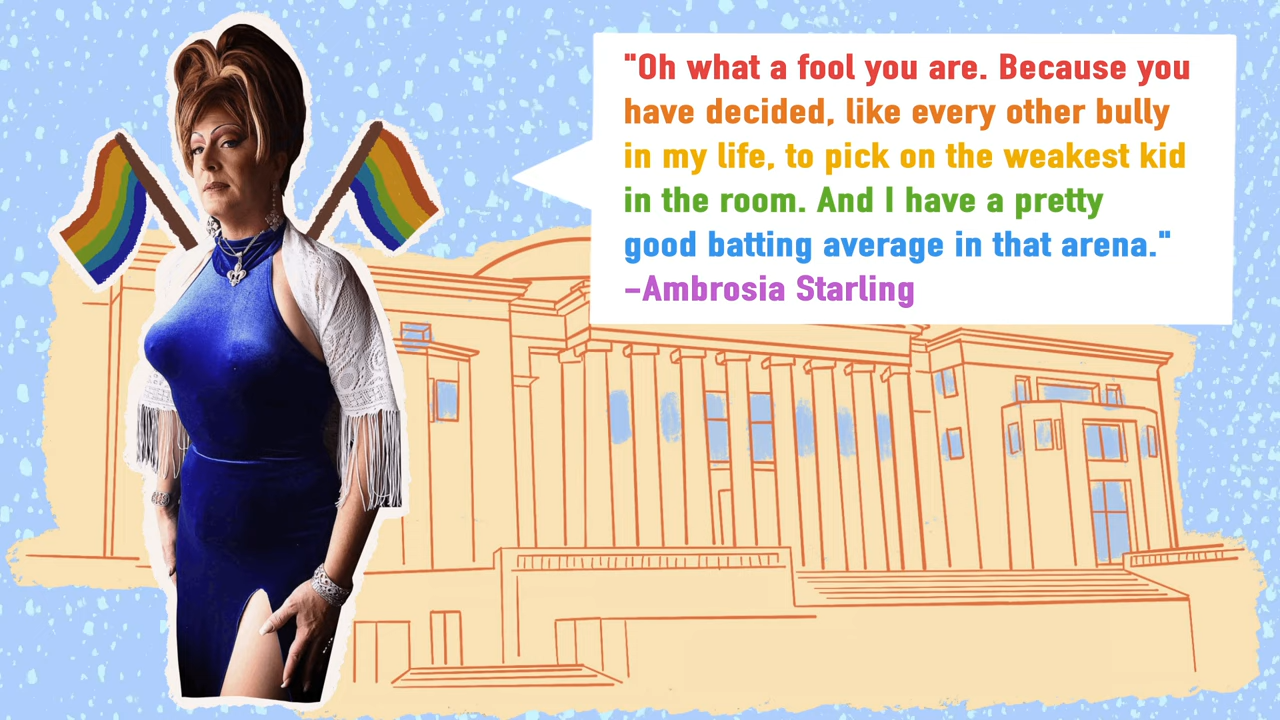 "Oh what a fool you are. Because you
have decided, like every other bully
in my life, to pick on the weakest kid
in the room. And I have a pretty
good batting average in that arena."
–Ambrosia Starling